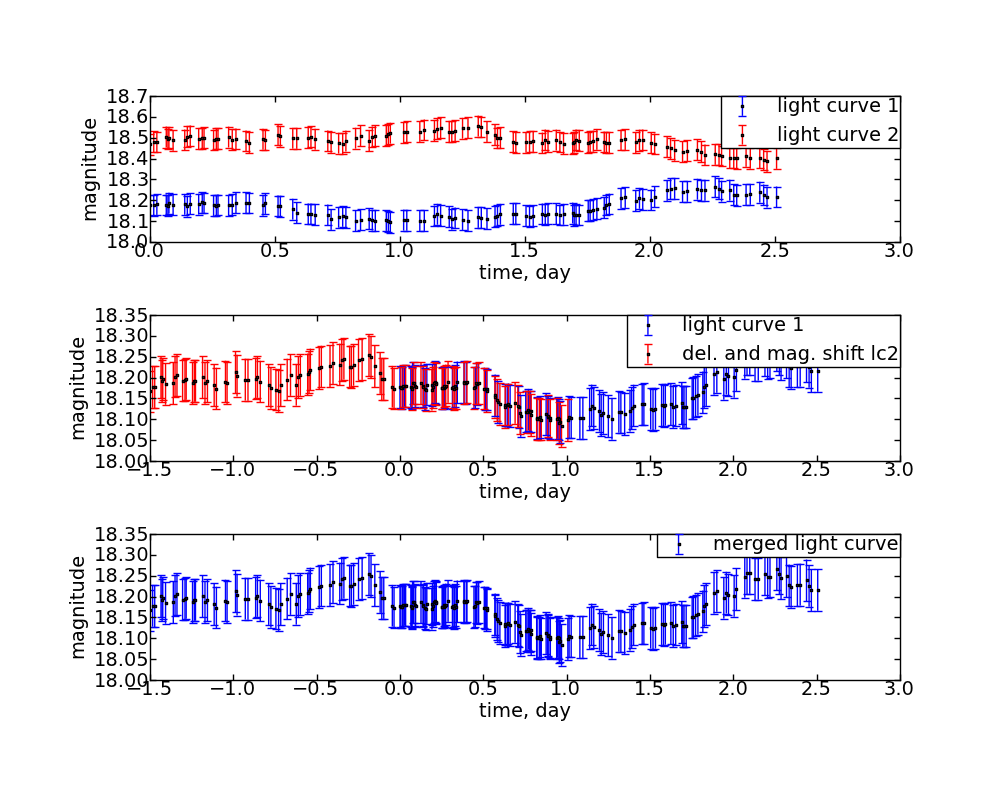 magnitude
18.7
18.6
18.5
18.4
18.3
18.2
18.1
18.0
light curve 1
light curve 2
0.0 0.5 1.0 1.5 2.0 2.5 3.0
time, day
magnitude
18.35
18.30
18.25
18.20
18.15
18.10
18.05
18.00
light curve 1
del. and mag. shift lc2
−1.5 −1.0 −0.5 0.0 0.5 1.0 1.5 2.0 2.5 3.0
time, day
magnitude
18.35
18.30
18.25
18.20
18.15
18.10
18.05
18.00
merged light curve
−1.5 −1.0 −0.5 0.0 0.5 1.0 1.5 2.0 2.5 3.0
time, day